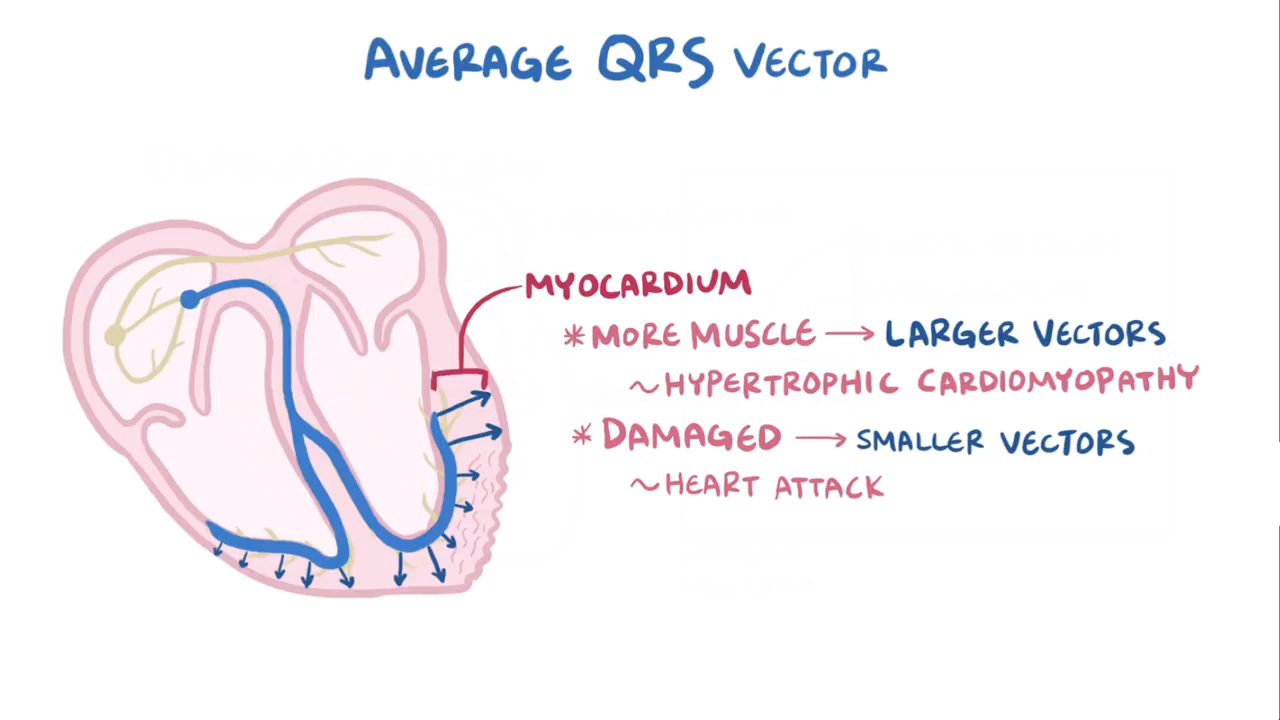 AVERAGE QRS VECTOR
MYOCARDIUM
* MORE MUSCLE → LARGER VECTORS
~ HYPERTROPHIC CARDIOMYOPATHY
* DAMAGED → SMALLER VECTORS
~ HEART ATTACK